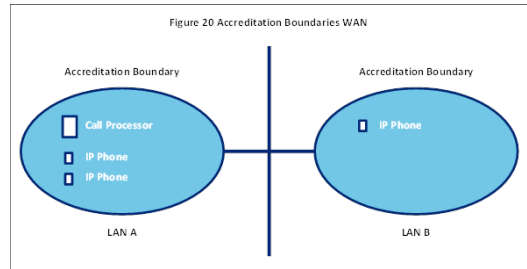 Figure 20 Accreditation Boundaries WAN
Accreditation Boundary
Accreditation Boundary
Call Processor
IP Phone
IP Phone
IP Phone
LAN A
LAN B